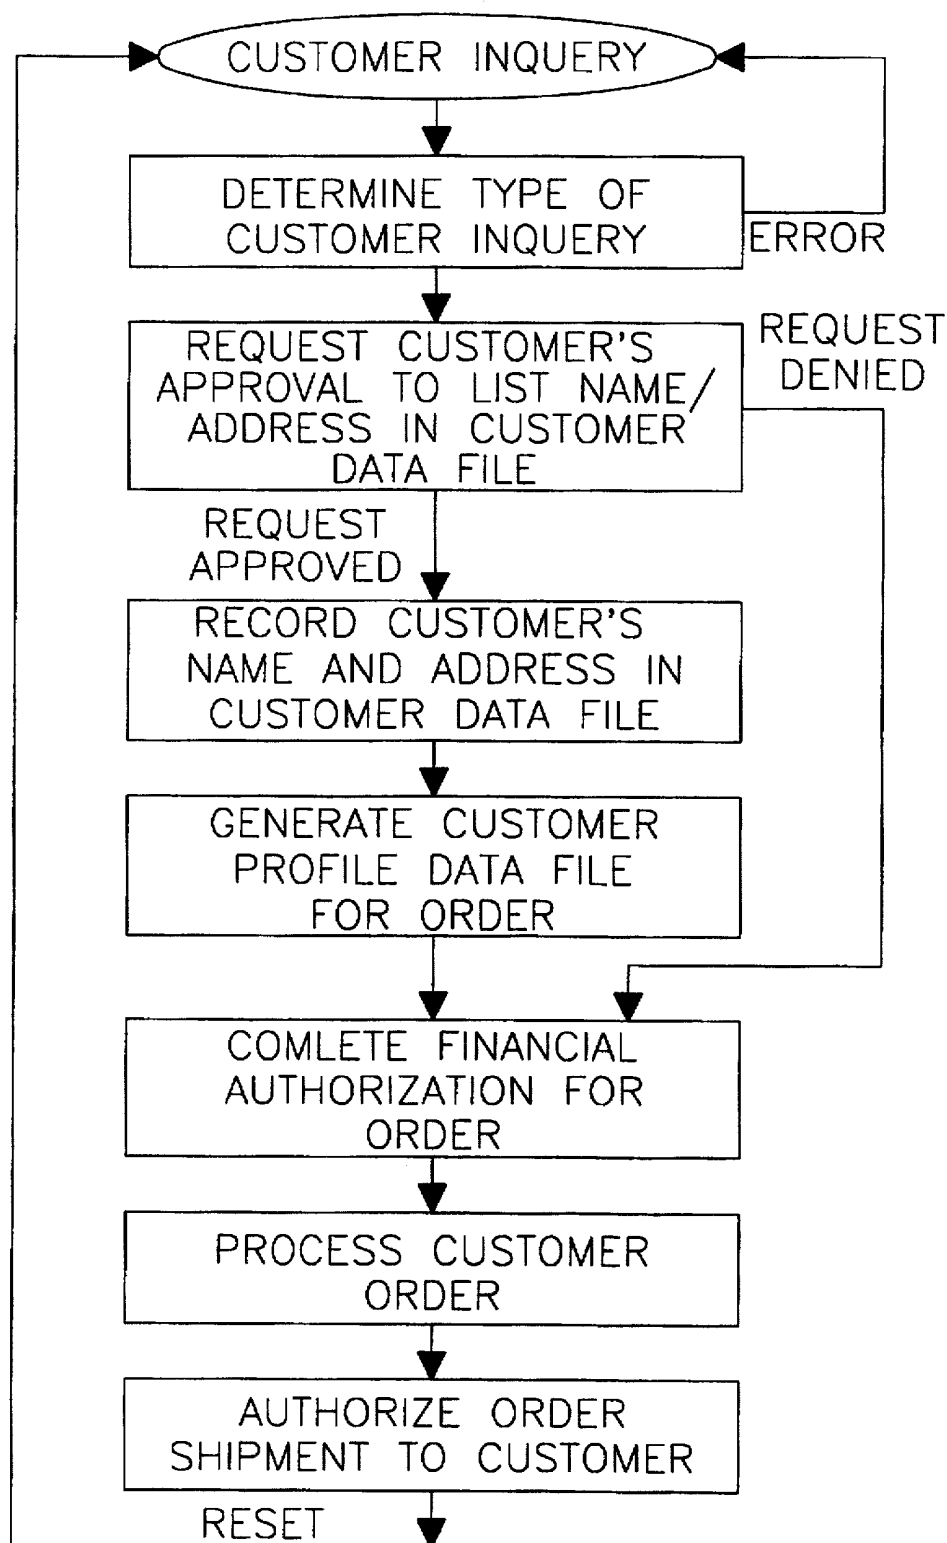 CUSTOMER INQUERY
DETERMINE TYPE OF
CUSTOMER INQUERY
ERROR
REQUEST CUSTOMER'S
APPROVAL TO LIST NAME/
ADDRESS IN CUSTOMER
DATA FILE
REQUEST
DENIED
REQUEST
APPROVED
RECORD CUSTOMER'S
NAME AND ADDRESS IN
CUSTOMER DATA FILE
GENERATE CUSTOMER
PROFILE DATA FILE
FOR ORDER
COMLETE FINANCIAL
AUTHORIZATION FOR
ORDER
PROCESS CUSTOMER
ORDER
AUTHORIZE ORDER
SHIPMENT TO CUSTOMER
RESET